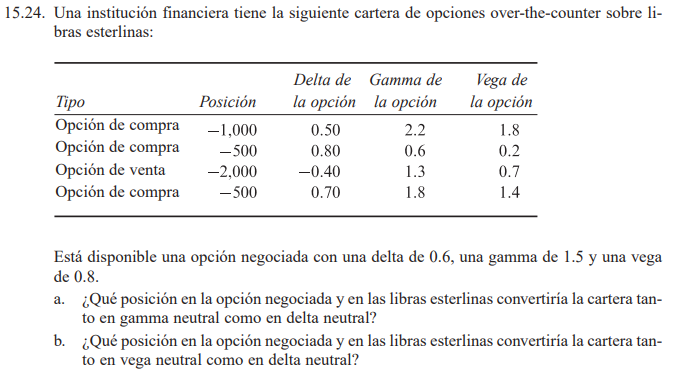 15.24. Una institución financiera tiene la siguiente cartera de opciones over-the-counter sobre li-
bras esterlinas:
Delta de Gamma de Vega de
Tipo Posición la opción la opción la opción
Opción de compra −1,000 0.50 2.2 1.8
Opción de compra −500 0.80 0.6 0.2
Opción de venta −2,000 −0.40 1.3 0.7
Opción de compra −500 0.70 1.8 1.4
Está disponible una opción negociada con una delta de 0.6, una gamma de 1.5 y una vega
de 0.8.
a. ¿Qué posición en la opción negociada y en las libras esterlinas convertiría la cartera tan-
to en gamma neutral como en delta neutral?
b. ¿Qué posición en la opción negociada y en las libras esterlinas convertiría la cartera tan-
to en vega neutral como en delta neutral?